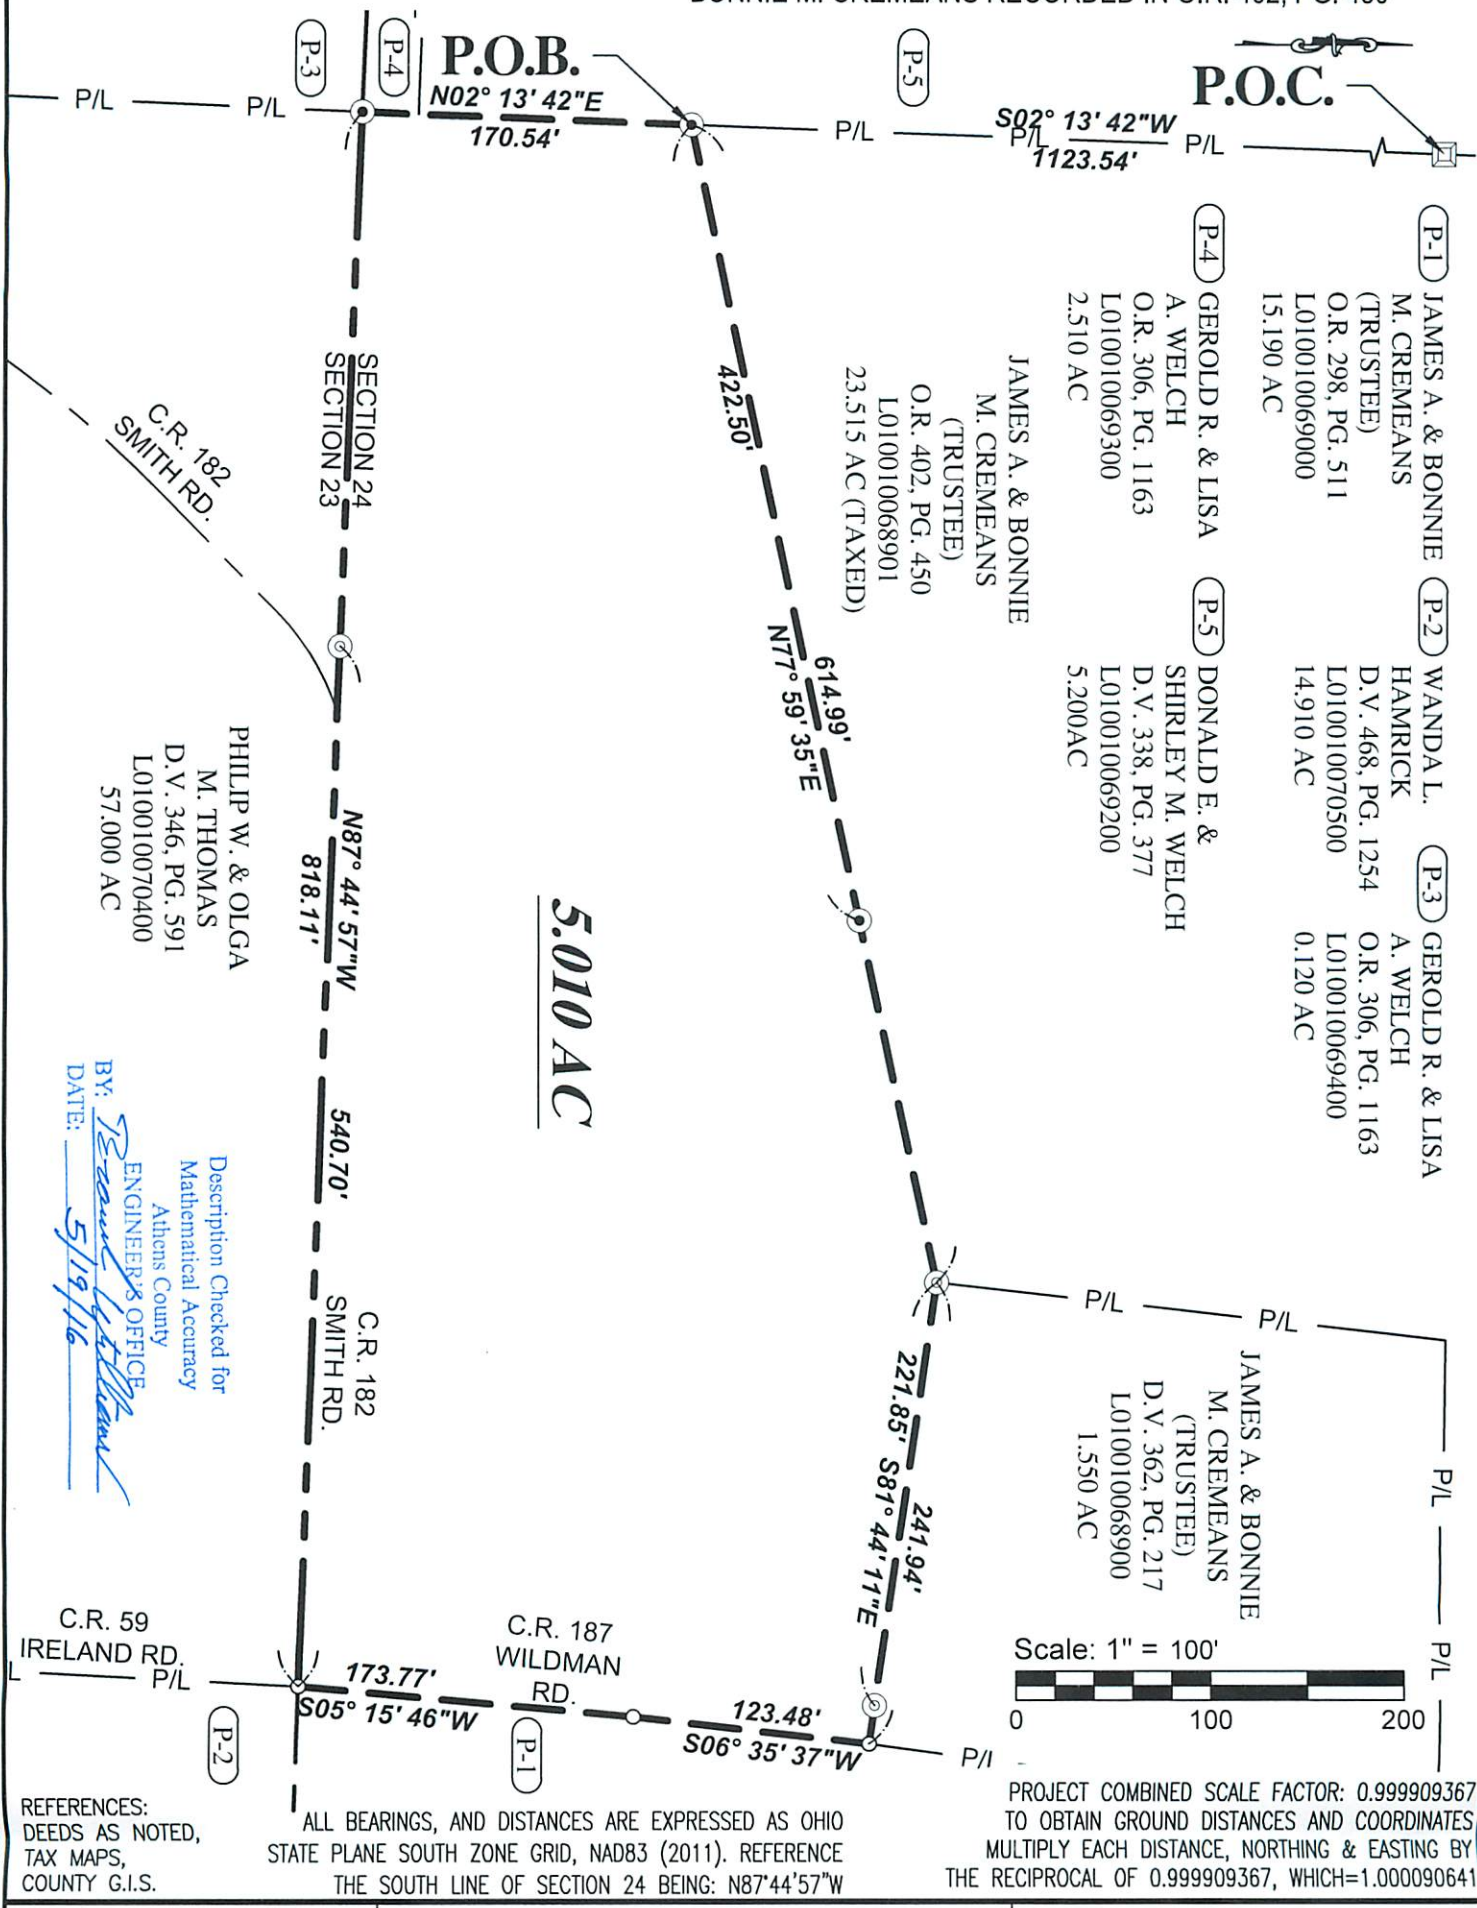 P-3
P-4
P.O.B.
P-5
P.O.C.
P/L
P/L
N02° 13' 42"E
170.54'
P/L
S02° 13' 42"W
P/L
1123.54'
P/L
P-1
JAMES A. & BONNIE
M. CREMEANS
(TRUSTEE)
O.R. 298, PG. 511
L010010069000
15.190 AC
P-2
WANDA L.
HAMRICK
D.V. 468, PG. 1254
L010010070500
14.910 AC
P-3
GEROLD R. & LISA
A. WELCH
O.R. 306, PG. 1163
L010010069400
0.120 AC
P-4
GEROLD R. & LISA
A. WELCH
O.R. 306, PG. 1163
L010010069300
2.510 AC
P-5
DONALD E. &
SHIRLEY M. WELCH
D.V. 338, PG. 377
L010010069200
5.200AC
JAMES A. & BONNIE
M. CREMEANS
(TRUSTEE)
O.R. 402, PG. 450
L010010068901
23.515 AC (TAXED)
422.50'
614.99'
N77° 59' 35"E
SECTION 24
SECTION 23
C.R. 182
SMITH RD.
N87° 44' 57"W
818.11'
540.70'
C.R. 182
SMITH RD.
PHILIP W. & OLGA
M. THOMAS
D.V. 346, PG. 591
L010010070400
57.000 AC
5.010 AC
Description Checked for
Mathematical Accuracy
Athens County
ENGINEER'S OFFICE
BY:
DATE: 5/19/16
P/L
P/L
P/L
P/L
JAMES A. & BONNIE
M. CREMEANS
(TRUSTEE)
D.V. 362, PG. 217
L010010068900
1.550 AC
221.85'
241.94'
S81° 44' 11"E
C.R. 59
IRELAND RD.
L
P/L
173.77'
S05° 15' 46"W
C.R. 187
WILDMAN
RD.
123.48'
S06° 35' 37"W
P/
P-2
P-1
Scale: 1" = 100'
0 100 200
REFERENCES:
DEEDS AS NOTED,
TAX MAPS,
COUNTY G.I.S.
ALL BEARINGS, AND DISTANCES ARE EXPRESSED AS OHIO
STATE PLANE SOUTH ZONE GRID, NAD83 (2011). REFERENCE
THE SOUTH LINE OF SECTION 24 BEING: N87°44'57"W
PROJECT COMBINED SCALE FACTOR: 0.999909367
TO OBTAIN GROUND DISTANCES AND COORDINATES
MULTIPLY EACH DISTANCE, NORTHING & EASTING BY
THE RECIPROCAL OF 0.999909367, WHICH=1.000090641